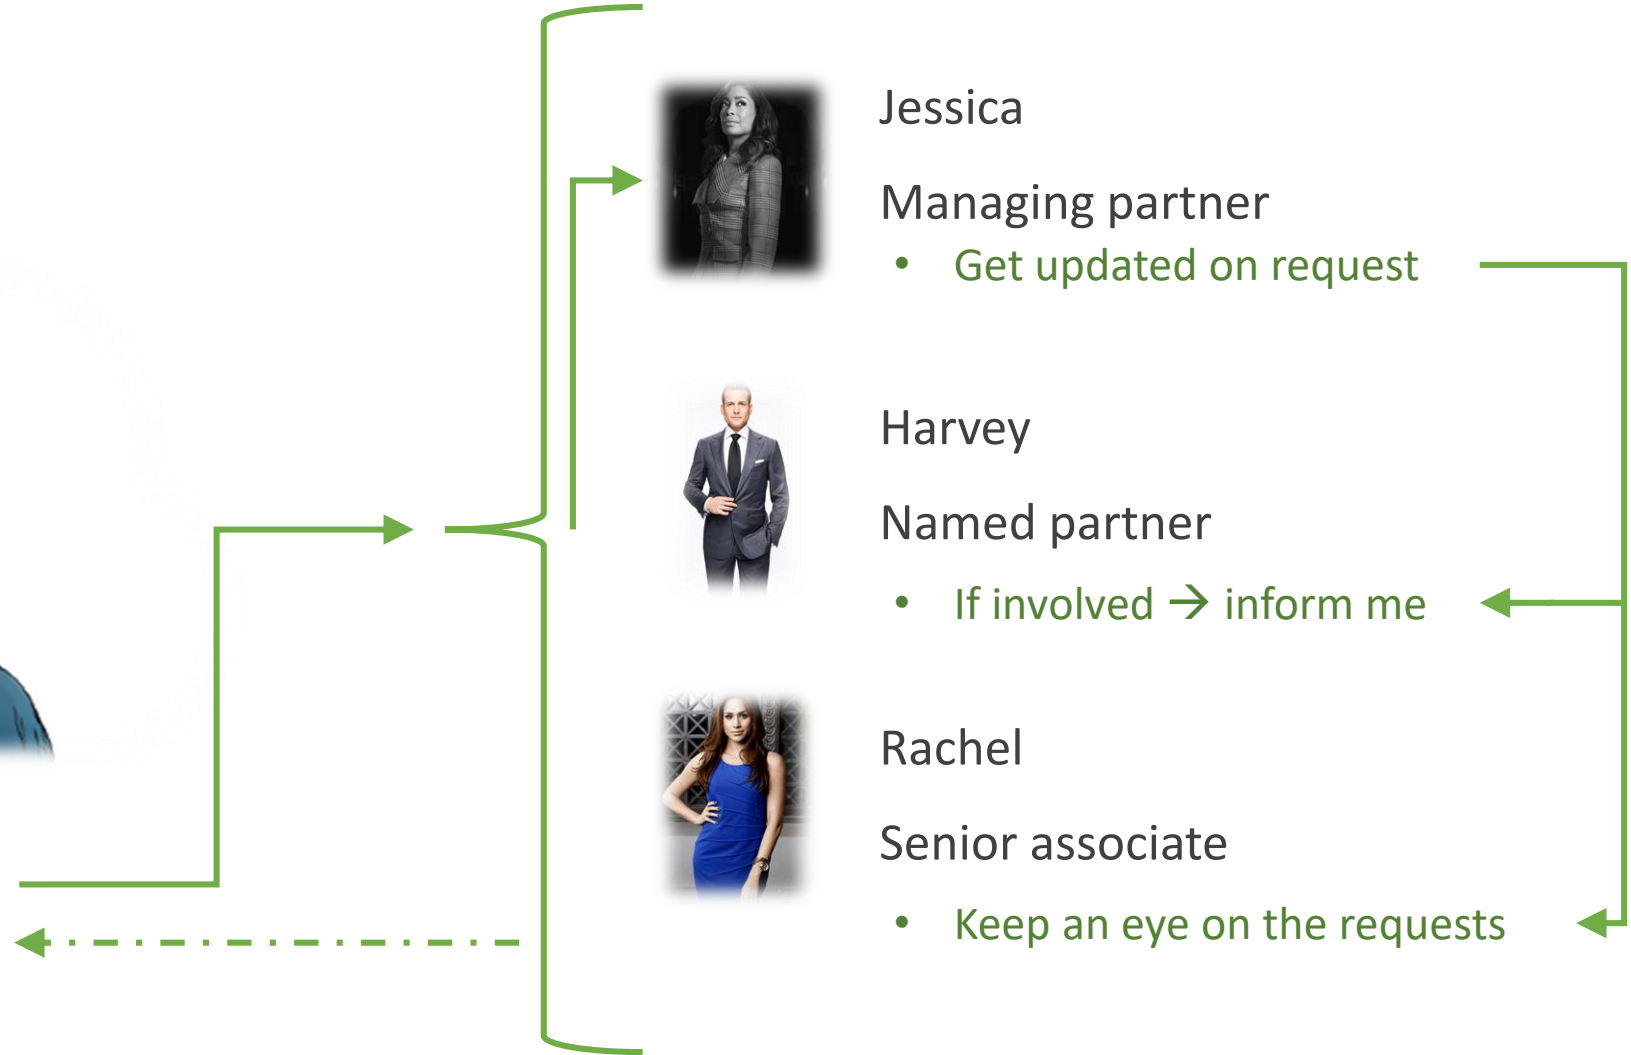 Jessica
Managing partner
• Get updated on request
Harvey
Named partner
• If involved → inform me
Rachel
Senior associate
• Keep an eye on the requests